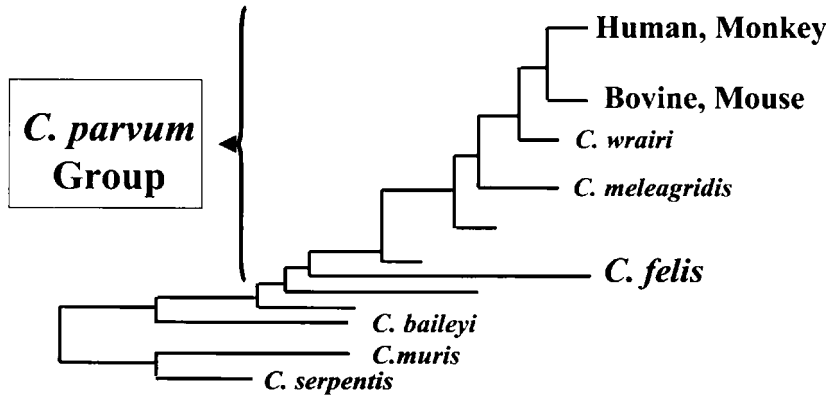 Human, Monkey
C. parvum
Group
Bovine, Mouse
C. wrairi
C. meleagridis
C. felis
C. baileyi
C.muris
C. serpentis